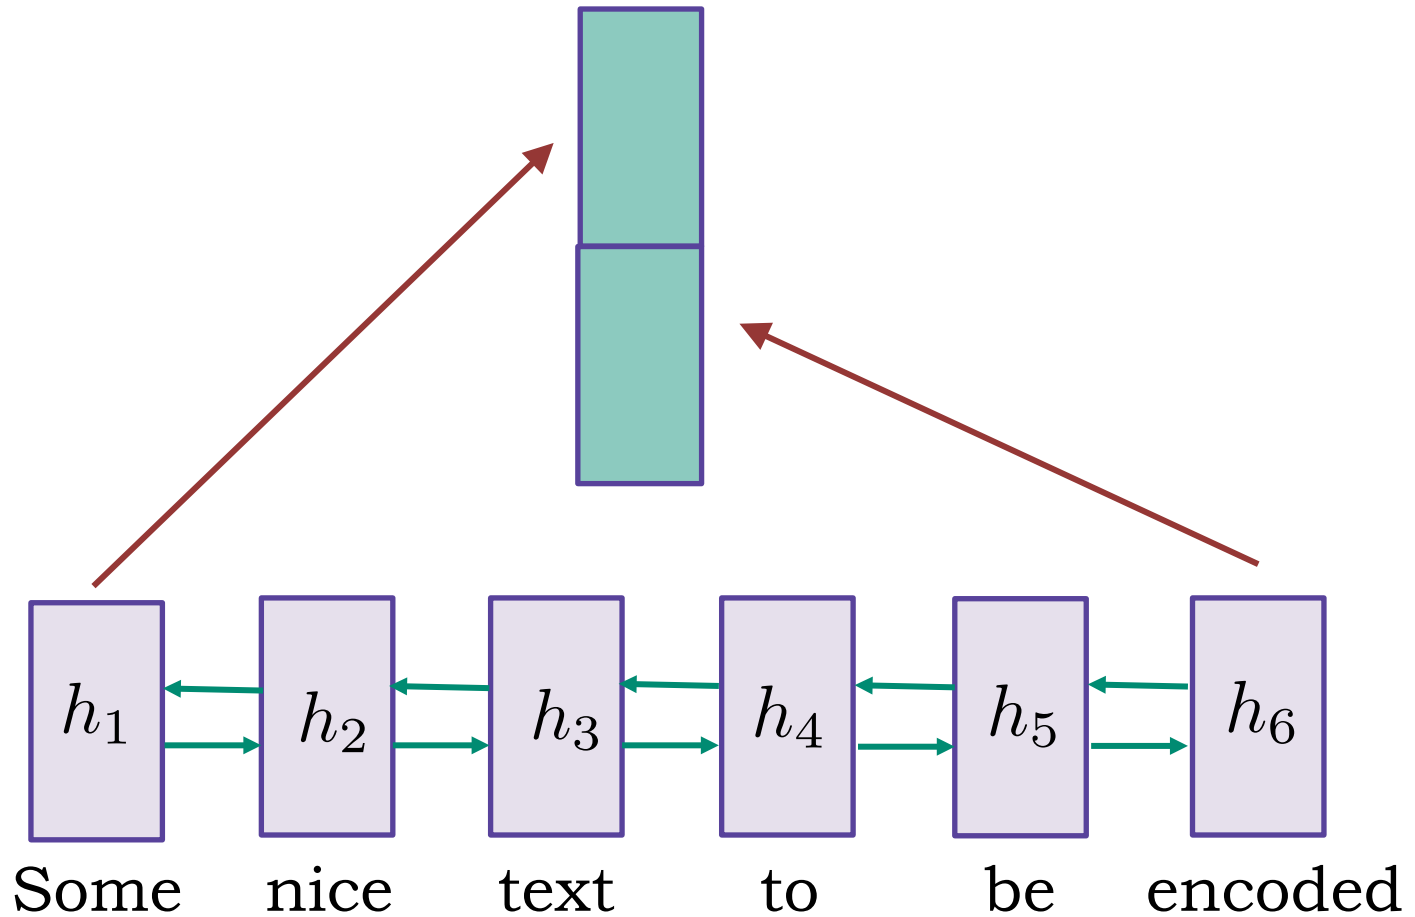 h₁ h₂ h₃ h₄ h₅ h₆
Some nice text to be encoded